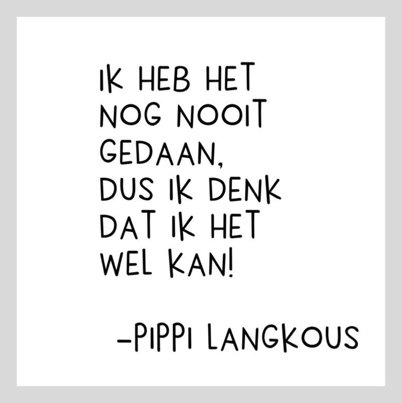 IK HEB HET
NOG NOOIT
GEDAAN,
DUS IK DENK
DAT IK HET
WEL KAN!
-PIPPI LANGKOUS